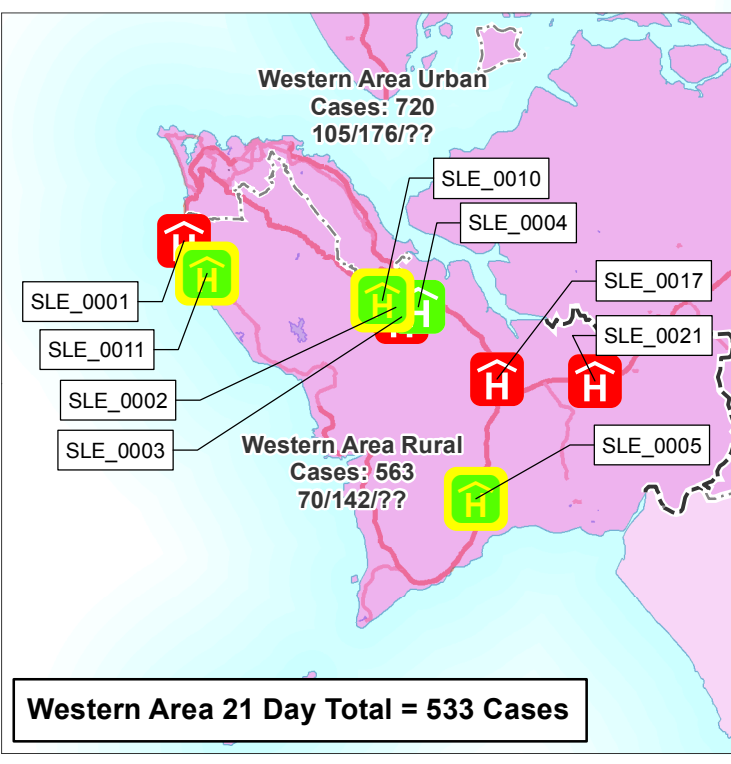 Western Area Urban
Cases: 720
105/176/??
SLE_0010
SLE_0004
SLE_0017
SLE_0001
SLE_0021
SLE_0011
SLE_0002
SLE_0003
Western Area Rural
Cases: 563
70/142/??
SLE_0005
H
H
H
H
H
H
H
H
Western Area 21 Day Total = 533 Cases